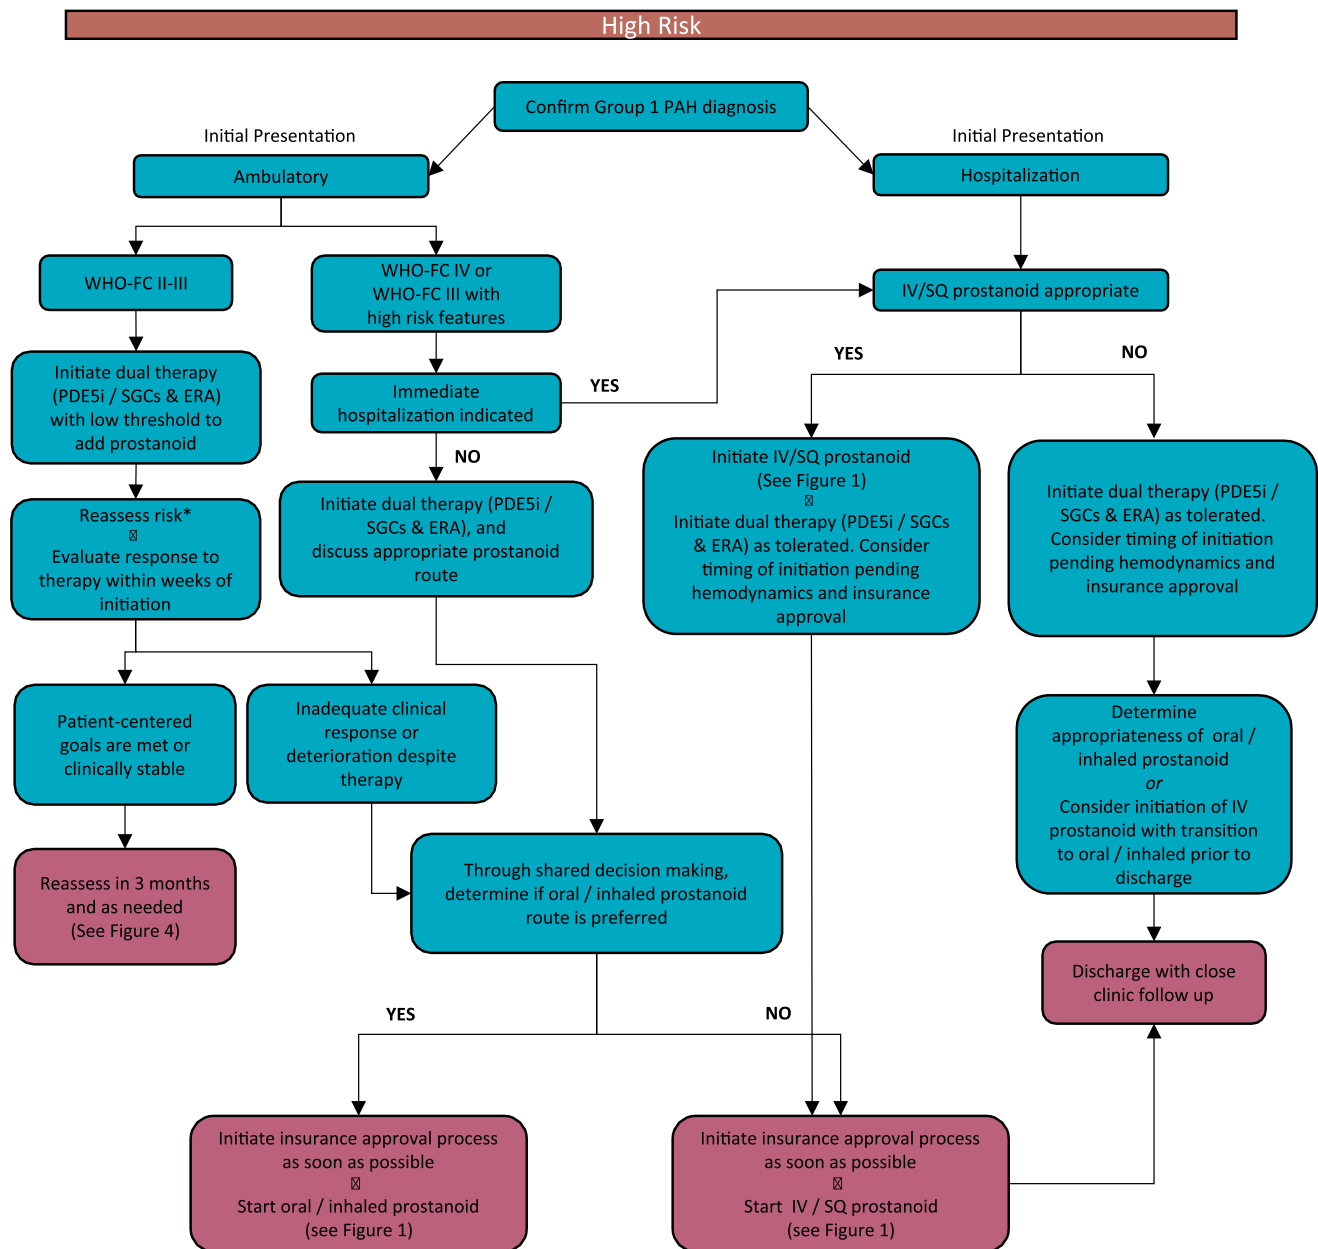 High Risk
Confirm Group 1 PAH diagnosis
Initial Presentation
Ambulatory
Initial Presentation
Hospitalization
WHO-FC II-III
WHO-FC IV or
WHO-FC III with
high risk features
IV/SQ prostanoid appropriate
Initiate dual therapy
(PDE5i / SGCs & ERA)
with low threshold to
add prostanoid
Immediate
hospitalization indicated
YES
NO
YES
NO
Reassess risk*
Evaluate response to
therapy within weeks of
initiation
Initiate dual therapy (PDE5i /
SGCs & ERA), and
discuss appropriate prostanoid
route
Initiate IV/SQ prostanoid
(See Figure 1)
Initiate dual therapy (PDE5i / SGCs
& ERA) as tolerated. Consider
timing of initiation pending
hemodynamics and insurance
approval
Initiate dual therapy (PDE5i /
SGCs & ERA) as tolerated.
Consider timing of initiation
pending hemodynamics and
insurance approval
Patient-centered
goals are met or
clinically stable
Inadequate clinical
response or
deterioration despite
therapy
Determine
appropriateness of oral /
inhaled prostanoid
or
Consider initiation of IV
prostanoid with transition
to oral / inhaled prior to
discharge
Reassess in 3 months
and as needed
(See Figure 4)
Through shared decision making,
determine if oral / inhaled prostanoid
route is preferred
Discharge with close
clinic follow up
YES
NO
Initiate insurance approval process
as soon as possible
Start oral / inhaled prostanoid
(see Figure 1)
Initiate insurance approval process
as soon as possible
Start IV / SQ prostanoid
(see Figure 1)